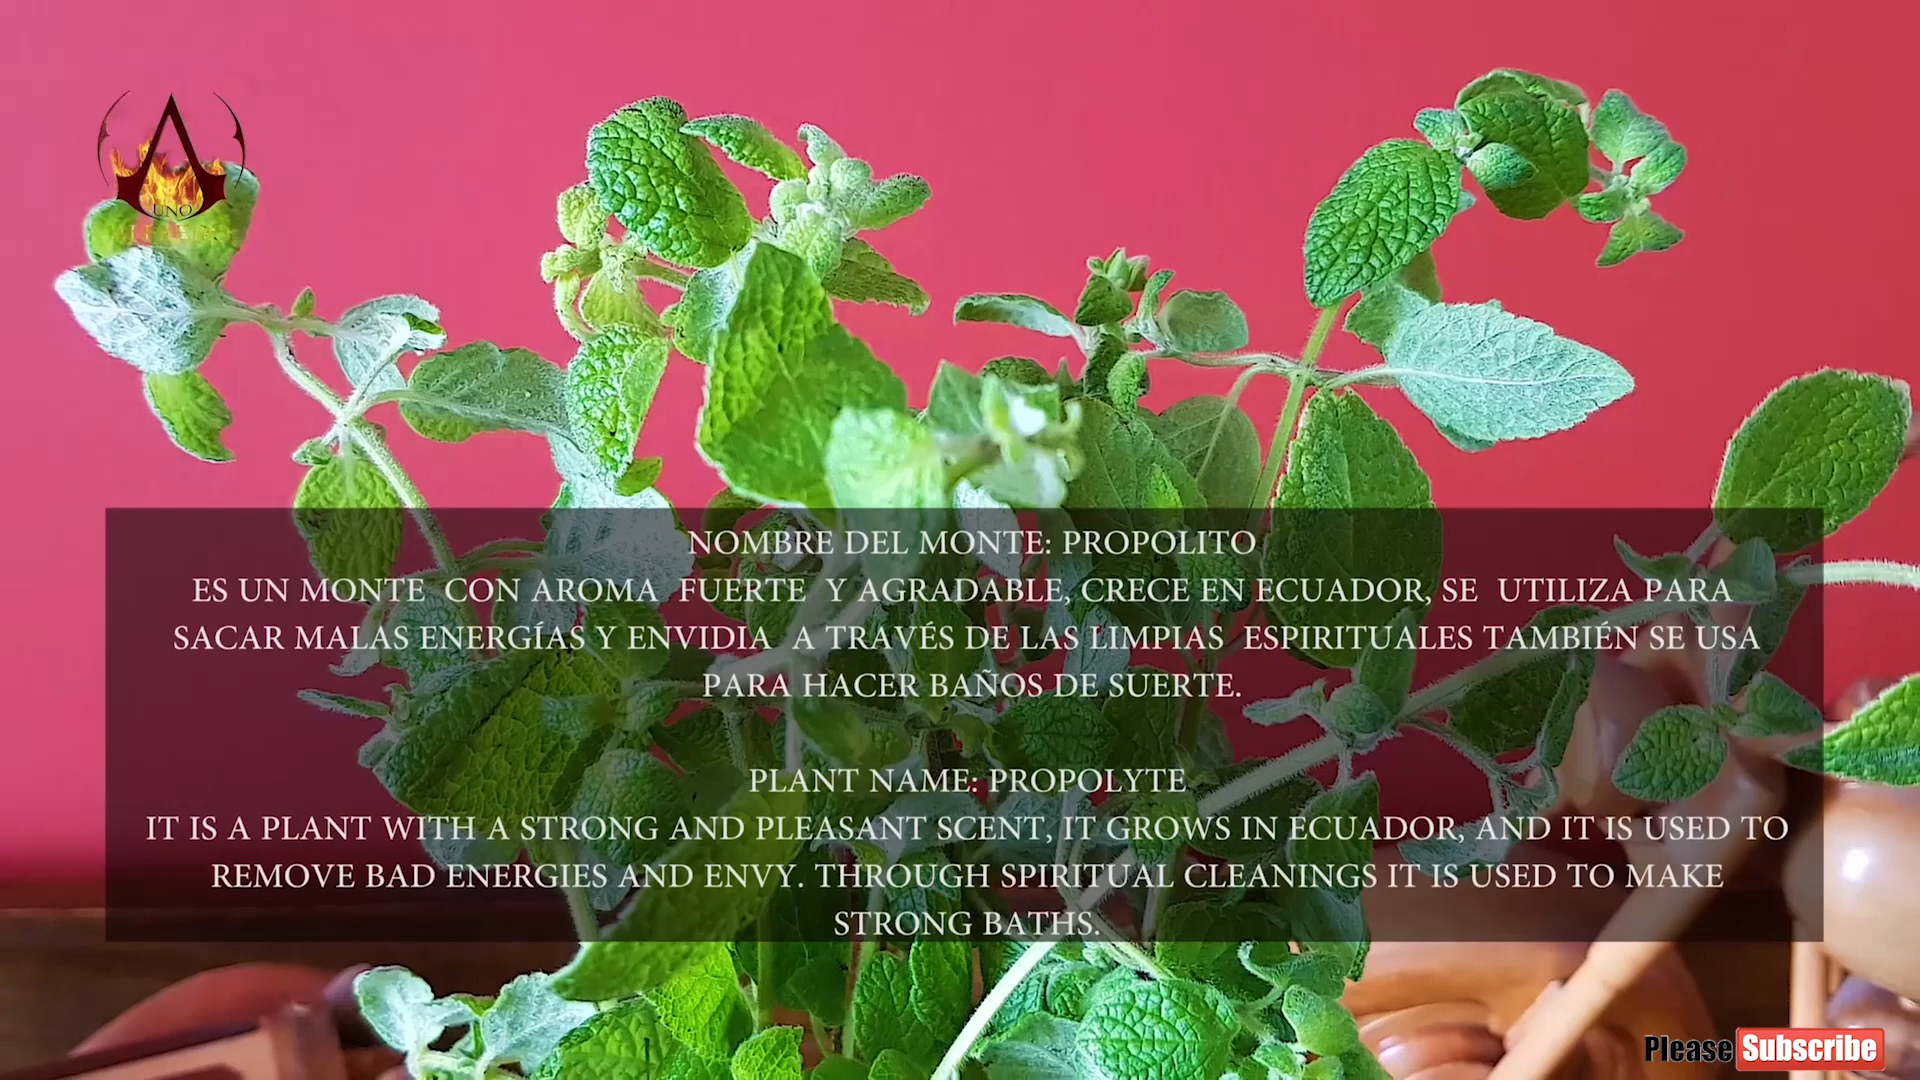 UNO
NOMBRE DEL MONTE: PROPOLITO
ES UN MONTE CON AROMA FUERTE Y AGRADABLE, CRECE EN ECUADOR, SE UTILIZA PARA
SACAR MALAS ENERGÍAS Y ENVIDIA A TRAVÉS DE LAS LIMPIAS ESPIRITUALES TAMBIÉN SE USA
PARA HACER BAÑOS DE SUERTE.
PLANT NAME: PROPOLYTE
IT IS A PLANT WITH A STRONG AND PLEASANT SCENT, IT GROWS IN ECUADOR, AND IT IS USED TO
REMOVE BAD ENERGIES AND ENVY. THROUGH SPIRITUAL CLEANINGS IT IS USED TO MAKE
STRONG BATHS.
Please Subscribe